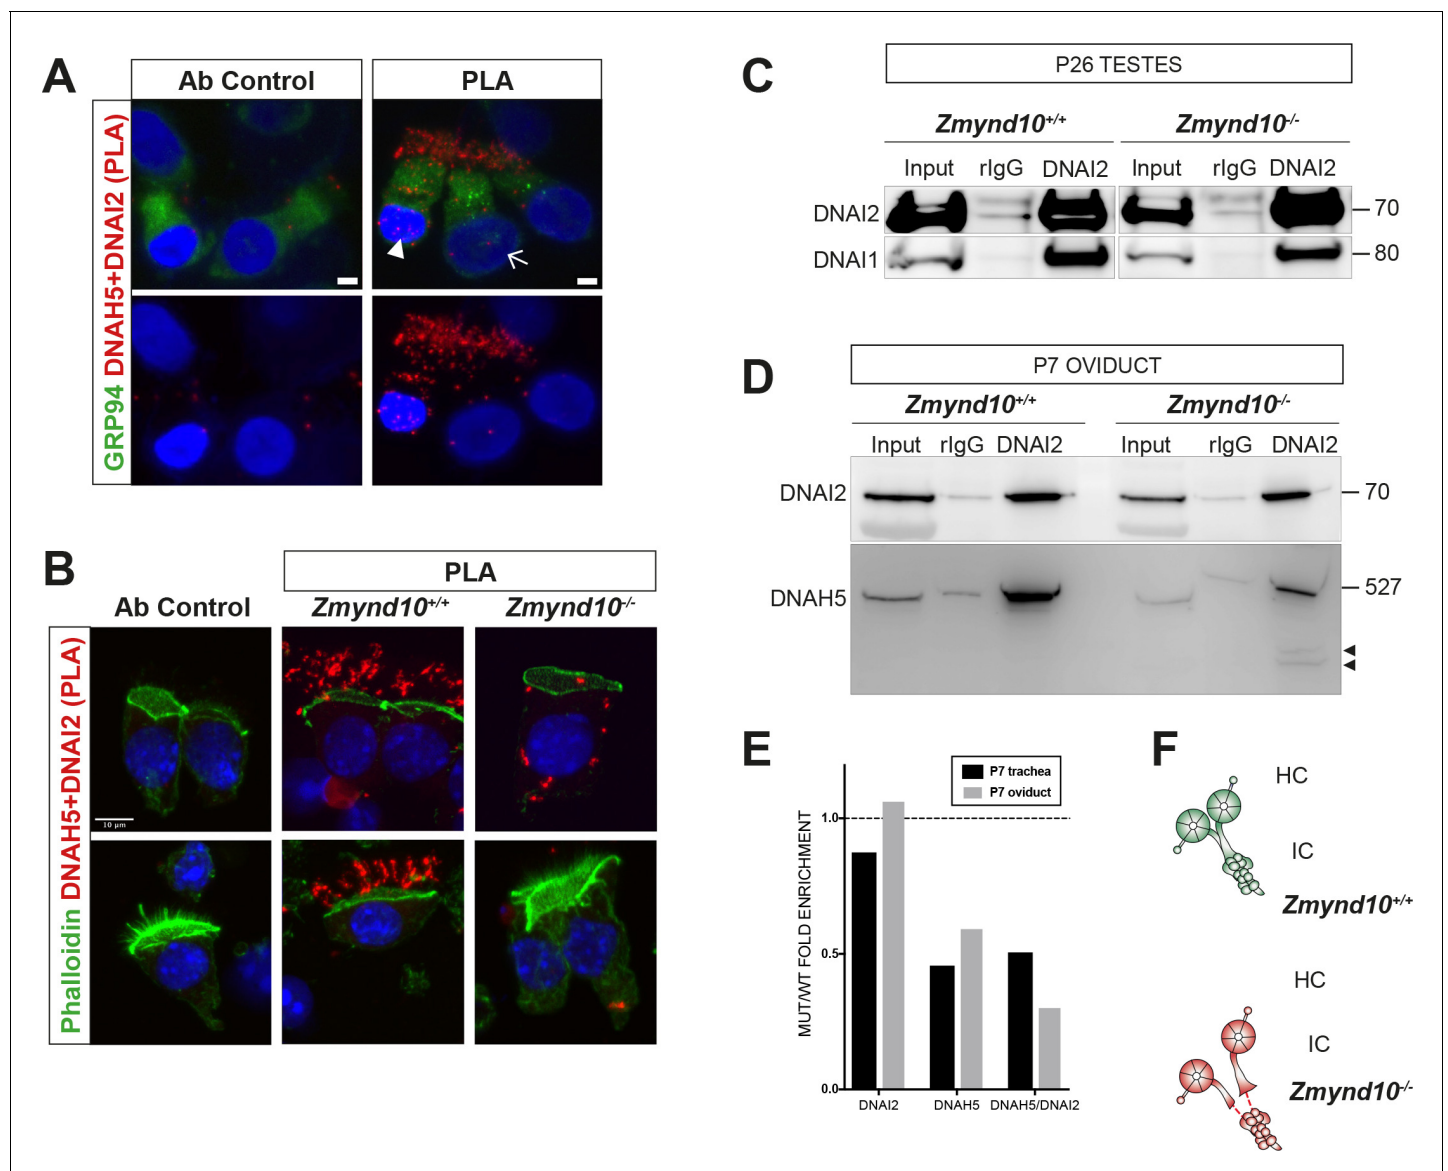 A
Ab Control
PLA
GRP94 DNAH5+DNAI2 (PLA)
B
PLA
Ab Control
Zmynd10+/+
Zmynd10-/-
Phalloidin DNAH5+DNAI2 (PLA)
10 µm
C
P26 TESTES
Zmynd10+/+
Zmynd10-/-
Input rIgG DNAI2 Input rIgG DNAI2
DNAI2
70
DNAI1
80
D
P7 OVIDUCT
Zmynd10+/+
Zmynd10-/-
Input rIgG DNAI2 Input rIgG DNAI2
DNAI2
70
DNAH5
527
E
P7 trachea
P7 oviduct
MUT/WT FOLD ENRICHMENT
1.0
0.5
0.0
DNAI2 DNAH5 DNAH5/DNAI2
F
HC
IC
Zmynd10+/+
HC
IC
Zmynd10-/-